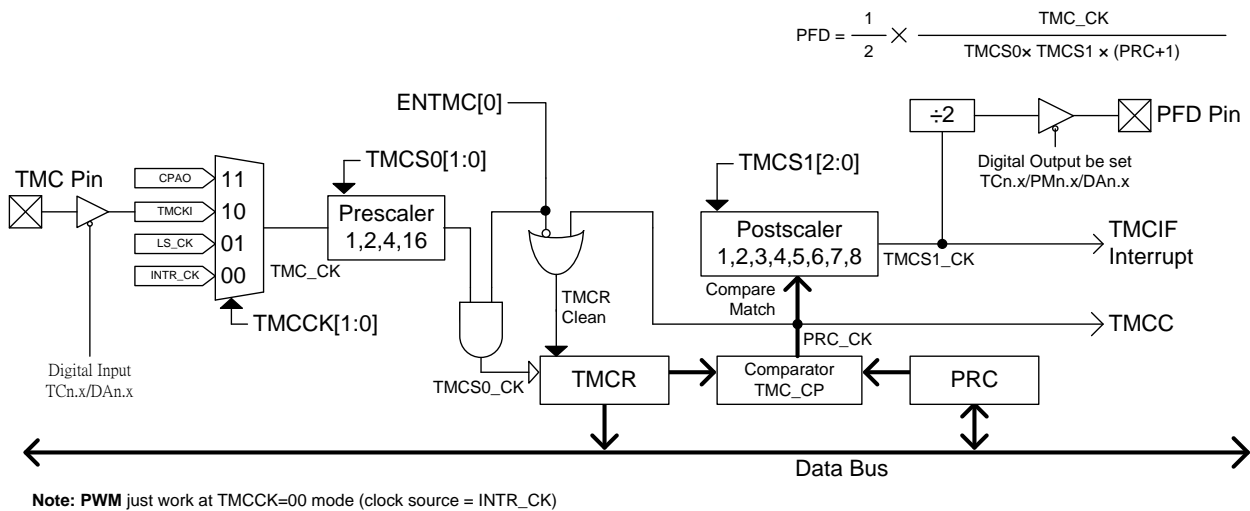 PFD = 1/2 × TMC_CK / TMCS0× TMCS1 × (PRC+1)
ENTMC[0]
÷2
PFD Pin
Digital Output be set
TCn.x/PMn.x/DAn.x
TMC Pin
CPAO 11
TMCKI 10
LS_CK 01
INTR_CK 00
TMC_CK
TMCCK[1:0]
Digital Input
TCn.x/DAn.x
TMCS0[1:0]
Prescaler
1,2,4,16
TMCS1[2:0]
Postscaler
1,2,3,4,5,6,7,8
TMCS1_CK
TMCIF
Interrupt
TMCR
Clean
Compare
Match
PRC_CK
TMCC
TMCS0_CK
TMCR
Comparator
TMC_CP
PRC
Data Bus
Note: PWM just work at TMCCK=00 mode (clock source = INTR_CK)